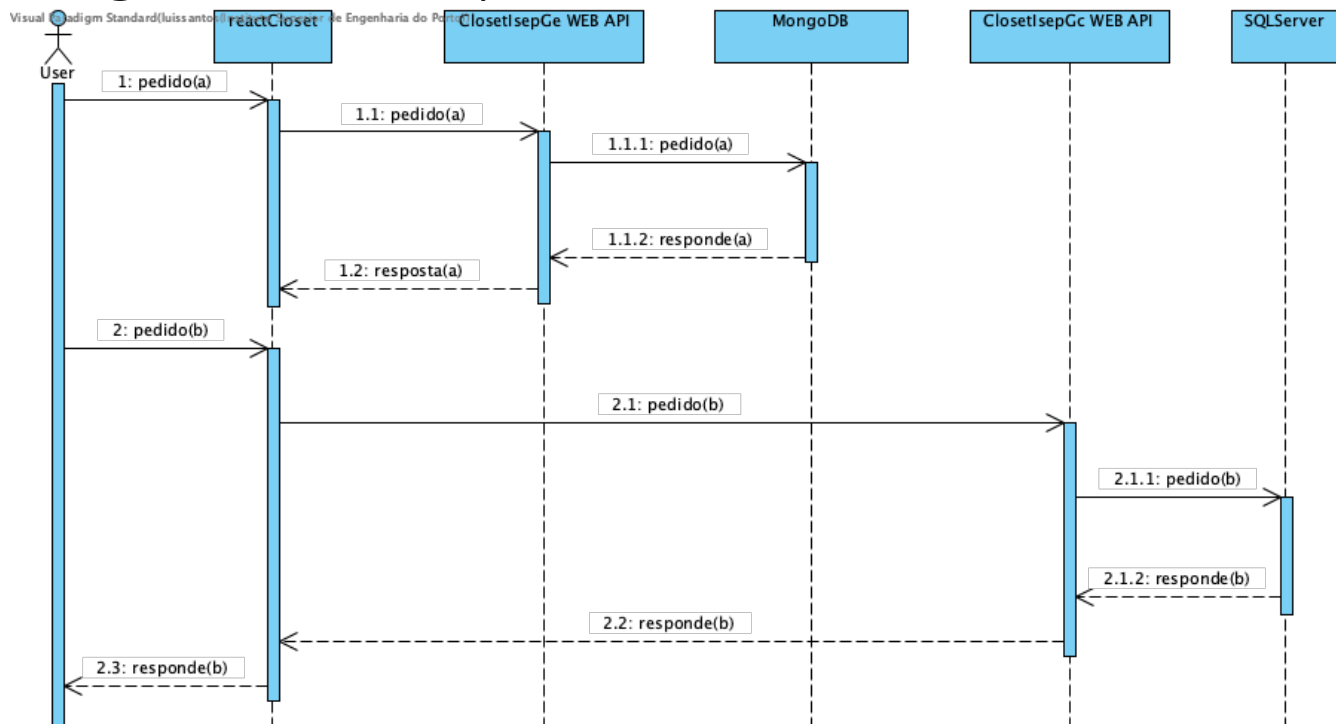 Visual Paradigm Standard(luissantos(Instituto Superior de Engenharia do Porto))
reactCloset
ClosetIsepGe WEB API
MongoDB
ClosetIsepGc WEB API
SQLServer
User
1: pedido(a)
1.1: pedido(a)
1.1.1: pedido(a)
1.1.2: responde(a)
1.2: resposta(a)
2: pedido(b)
2.1: pedido(b)
2.1.1: pedido(b)
2.1.2: responde(b)
2.2: responde(b)
2.3: responde(b)